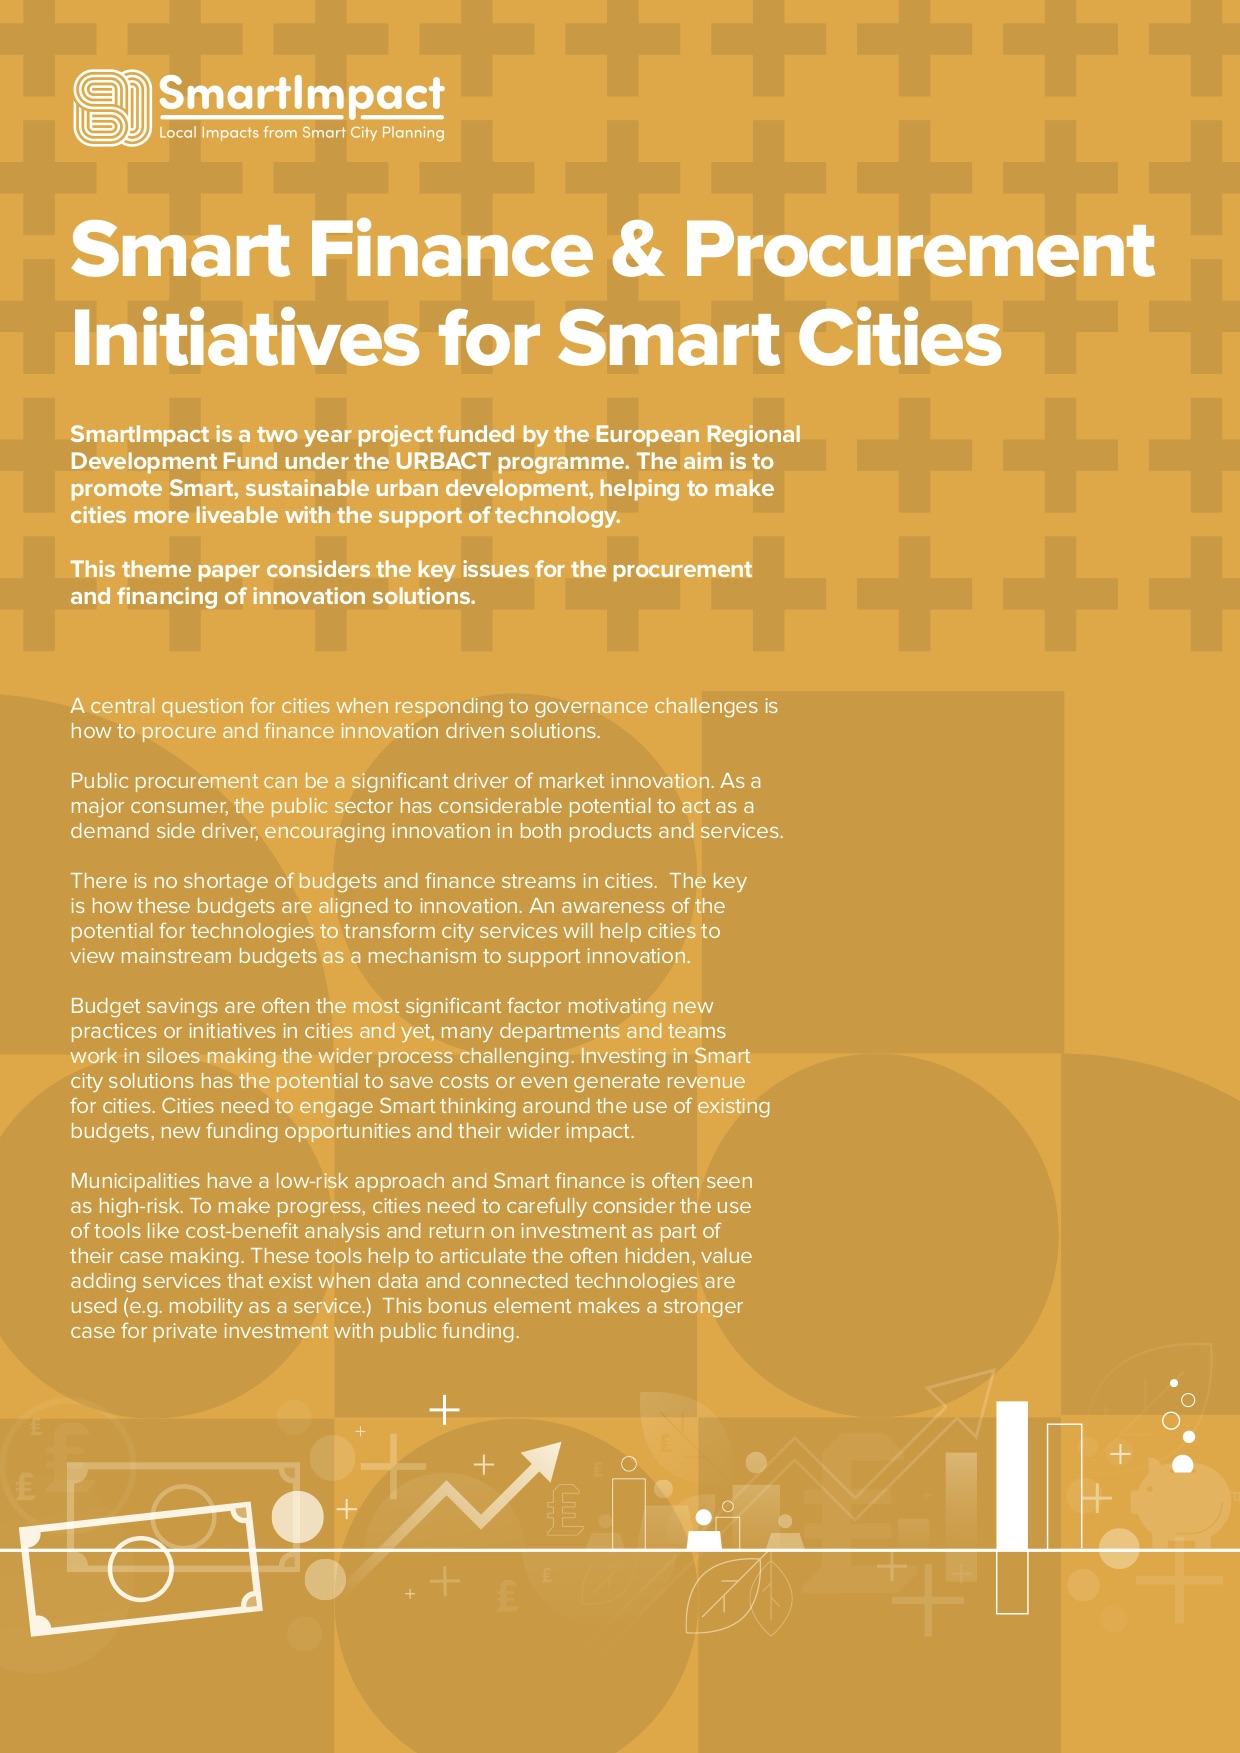 SmartImpact
Local Impacts from Smart City Planning
Smart Finance & Procurement
Initiatives for Smart Cities
SmartImpact is a two year project funded by the European Regional
Development Fund under the URBACT programme. The aim is to
promote Smart, sustainable urban development, helping to make
cities more liveable with the support of technology.
This theme paper considers the key issues for the procurement
and financing of innovation solutions.
A central question for cities when responding to governance challenges is
how to procure and finance innovation driven solutions.
Public procurement can be a significant driver of market innovation. As a
major consumer, the public sector has considerable potential to act as a
demand side driver, encouraging innovation in both products and services.
There is no shortage of budgets and finance streams in cities.  The key
is how these budgets are aligned to innovation. An awareness of the
potential for technologies to transform city services will help cities to
view mainstream budgets as a mechanism to support innovation.
Budget savings are often the most significant factor motivating new
practices or initiatives in cities and yet, many departments and teams
work in siloes making the wider process challenging. Investing in Smart
city solutions has the potential to save costs or even generate revenue
for cities. Cities need to engage Smart thinking around the use of existing
budgets, new funding opportunities and their wider impact.
Municipalities have a low-risk approach and Smart finance is often seen
as high-risk. To make progress, cities need to carefully consider the use
of tools like cost-benefit analysis and return on investment as part of
their case making. These tools help to articulate the often hidden, value
adding services that exist when data and connected technologies are
used (e.g. mobility as a service.)  This bonus element makes a stronger
case for private investment with public funding.